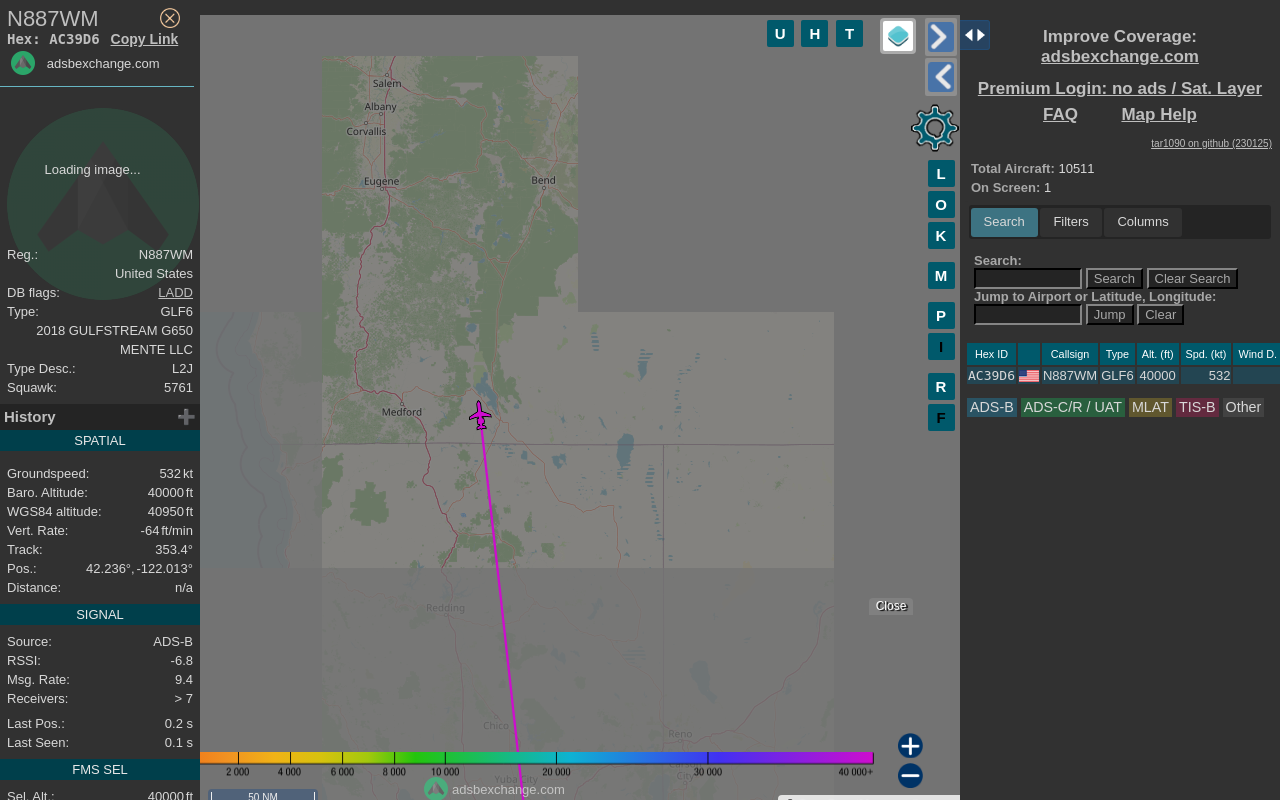 N887WM
Hex: AC39D6 Copy Link
adsbexchange.com
Loading image...
Reg.: N887WM
United States
DB flags: LADD
Type: GLF6
2018 GULFSTREAM G650
MENTE LLC
Type Desc.: L2J
Squawk: 5761
History
SPATIAL
Groundspeed: 532 kt
Baro. Altitude: 40000 ft
WGS84 altitude: 40950 ft
Vert. Rate: -64 ft/min
Track: 353.4°
Pos.: 42.236°, -122.013°
Distance: n/a
SIGNAL
Source: ADS-B
RSSI: -6.8
Msg. Rate: 9.4
Receivers: > 7
Last Pos.: 0.2 s
Last Seen: 0.1 s
FMS SEL
Sel. Alt.: 40000 ft
U H T
Salem
Albany
Corvallis
Eugene
Bend
Medford
Redding
Chico
Reno
Yuba City
L
O
K
M
P
I
R
F
Close
2 000 4 000 6 000 8 000 10 000 20 000 30 000 40 000+
adsbexchange.com
50 NM
Improve Coverage:
adsbexchange.com
Premium Login: no ads / Sat. Layer
FAQ Map Help
tar1090 on github (230125)
Total Aircraft: 10511
On Screen: 1
Search Filters Columns
Search:
Search Clear Search
Jump to Airport or Latitude, Longitude:
Jump Clear
Hex ID Callsign Type Alt. (ft) Spd. (kt) Wind D.
AC39D6 N887WM GLF6 40000 532
ADS-B ADS-C/R / UAT MLAT TIS-B Other